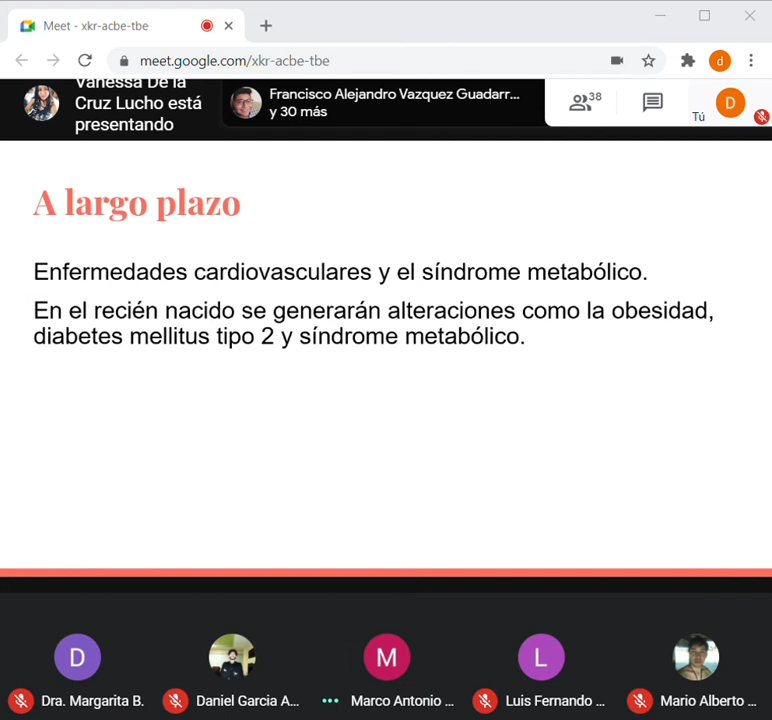 Meet - xkr-acbe-tbe
meet.google.com/xkr-acbe-tbe
d
Vanessa De la
Cruz Lucho está
presentando
Francisco Alejandro Vazquez Guadarr...
y 30 más
38
Tú
D
A largo plazo
Enfermedades cardiovasculares y el síndrome metabólico.
En el recién nacido se generarán alteraciones como la obesidad,
diabetes mellitus tipo 2 y síndrome metabólico.
D
M
L
Dra. Margarita B.
Daniel Garcia A...
Marco Antonio ...
Luis Fernando ...
Mario Alberto ...